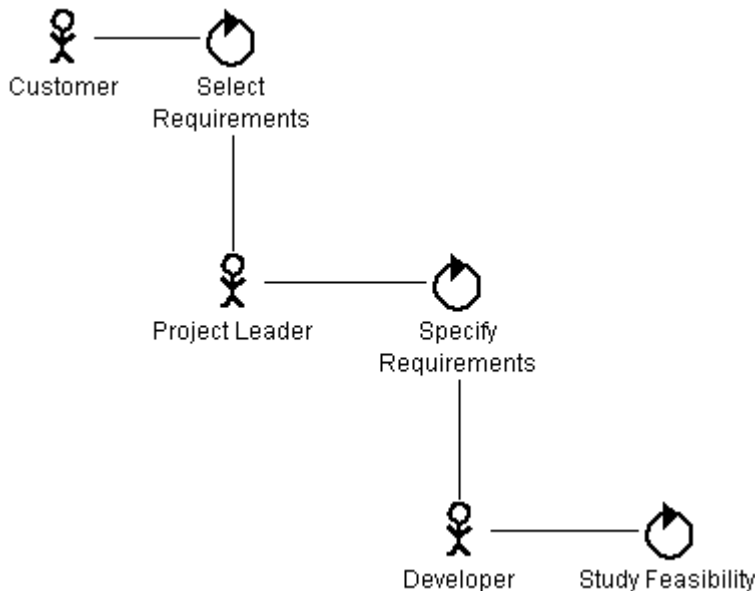 Customer
Select
Requirements
Project Leader
Specify
Requirements
Developer
Study Feasibility